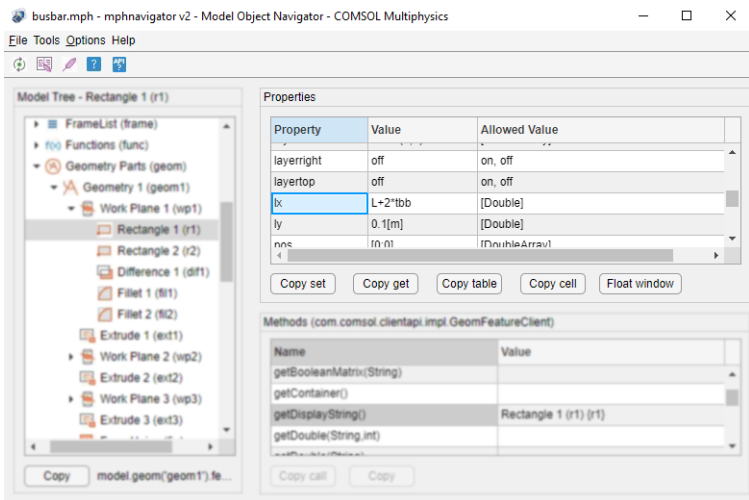 busbar.mph - mphnavigator v2 - Model Object Navigator - COMSOL Multiphysics
File Tools Options Help
API
Model Tree - Rectangle 1 (r1)
FrameList (frame)
f(x) Functions (func)
Geometry Parts (geom)
Geometry 1 (geom1)
Work Plane 1 (wp1)
Rectangle 1 (r1)
Rectangle 2 (r2)
Difference 1 (dif1)
Fillet 1 (fil1)
Fillet 2 (fil2)
Extrude 1 (ext1)
Work Plane 2 (wp2)
Extrude 2 (ext2)
Work Plane 3 (wp3)
Extrude 3 (ext3)
Copy model.geom('geom1').fe...
Properties
Property Value Allowed Value
layerright off on, off
layertop off on, off
lx L+2*tbb [Double]
ly 0.1[m] [Double]
pos [0;0] [DoubleArray]
Copy set Copy get Copy table Copy cell Float window
Methods (com.comsol.clientapi.impl.GeomFeatureClient)
Name Value
getBooleanMatrix(String)
getContainer()
getDisplayString() Rectangle 1 (r1) {r1}
getDouble(String,int)
Copy call Copy